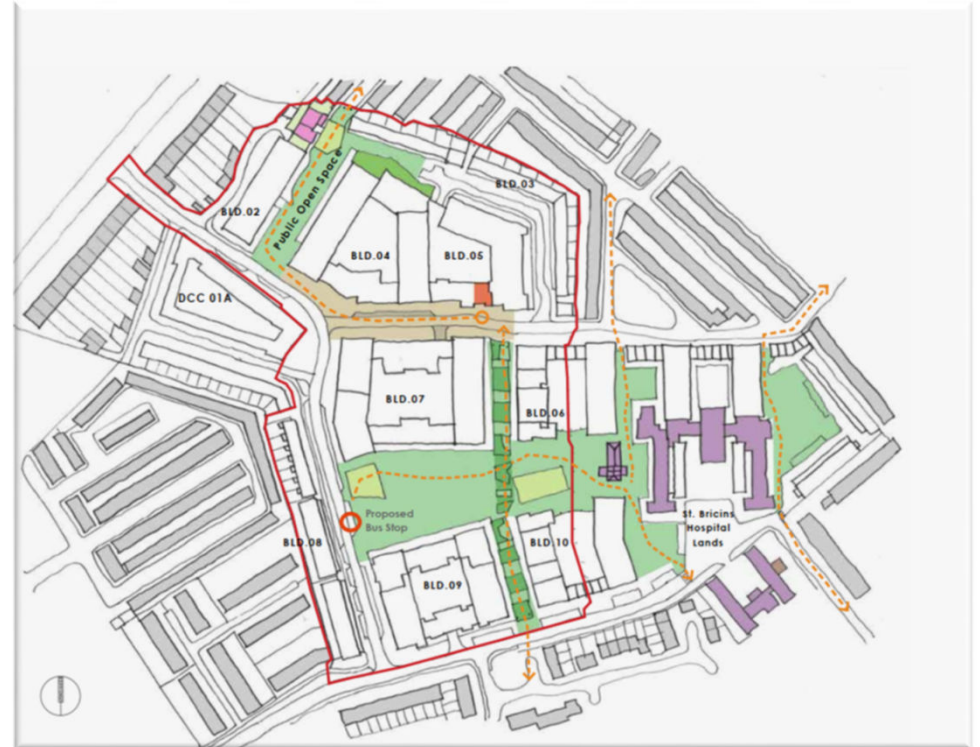 BLD.03
BLD.02
Public Open Space
BLD.04
BLD.05
DCC 01A
BLD.07
BLD.06
Proposed
Bus Stop
St. Bricins
Hospital
Lands
BLD.08
BLD.10
BLD.09